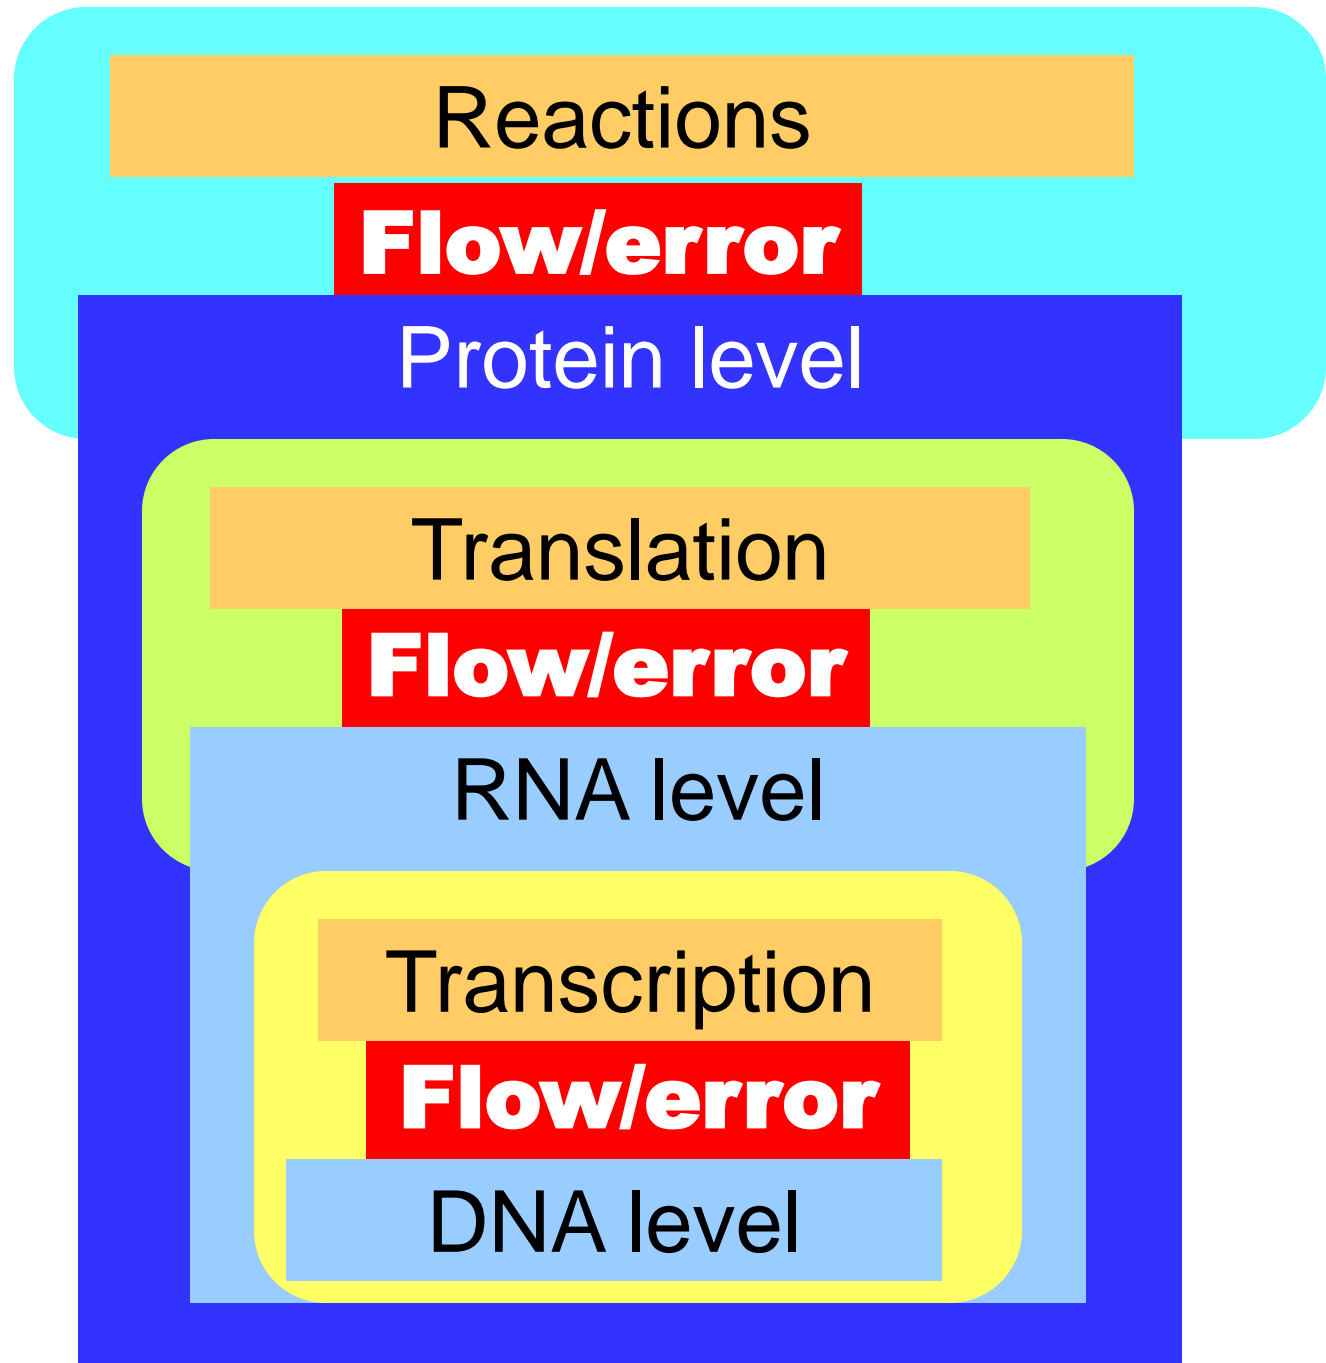 Reactions
Flow/error
Protein level
Translation
Flow/error
RNA level
Transcription
Flow/error
DNA level